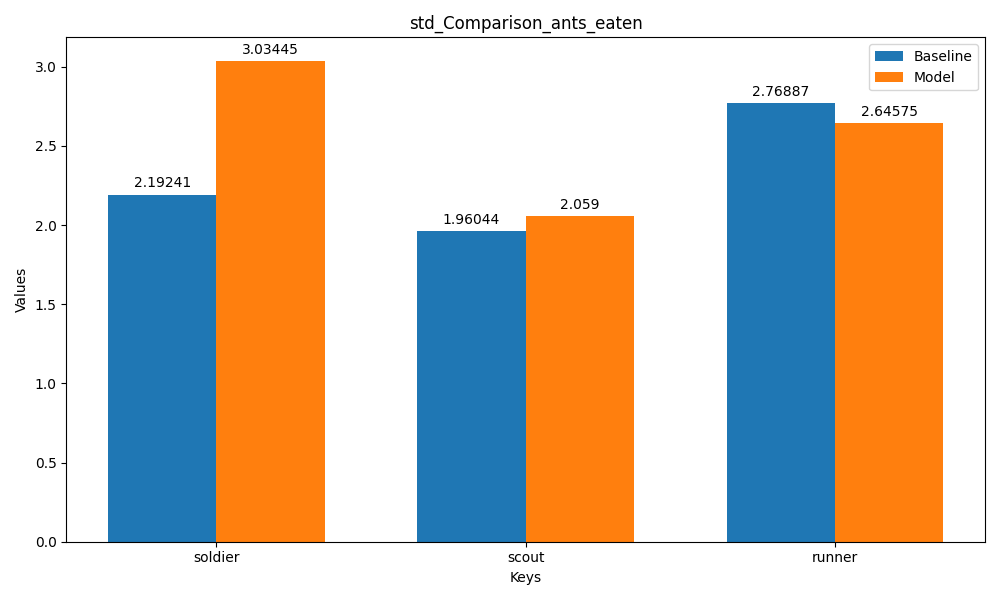 std_Comparison_ants_eaten
Baseline
Model
3.03445
2.76887
2.64575
2.19241
1.96044
2.059
3.0
2.5
2.0
1.5
1.0
0.5
0.0
Values
soldier
scout
runner
Keys